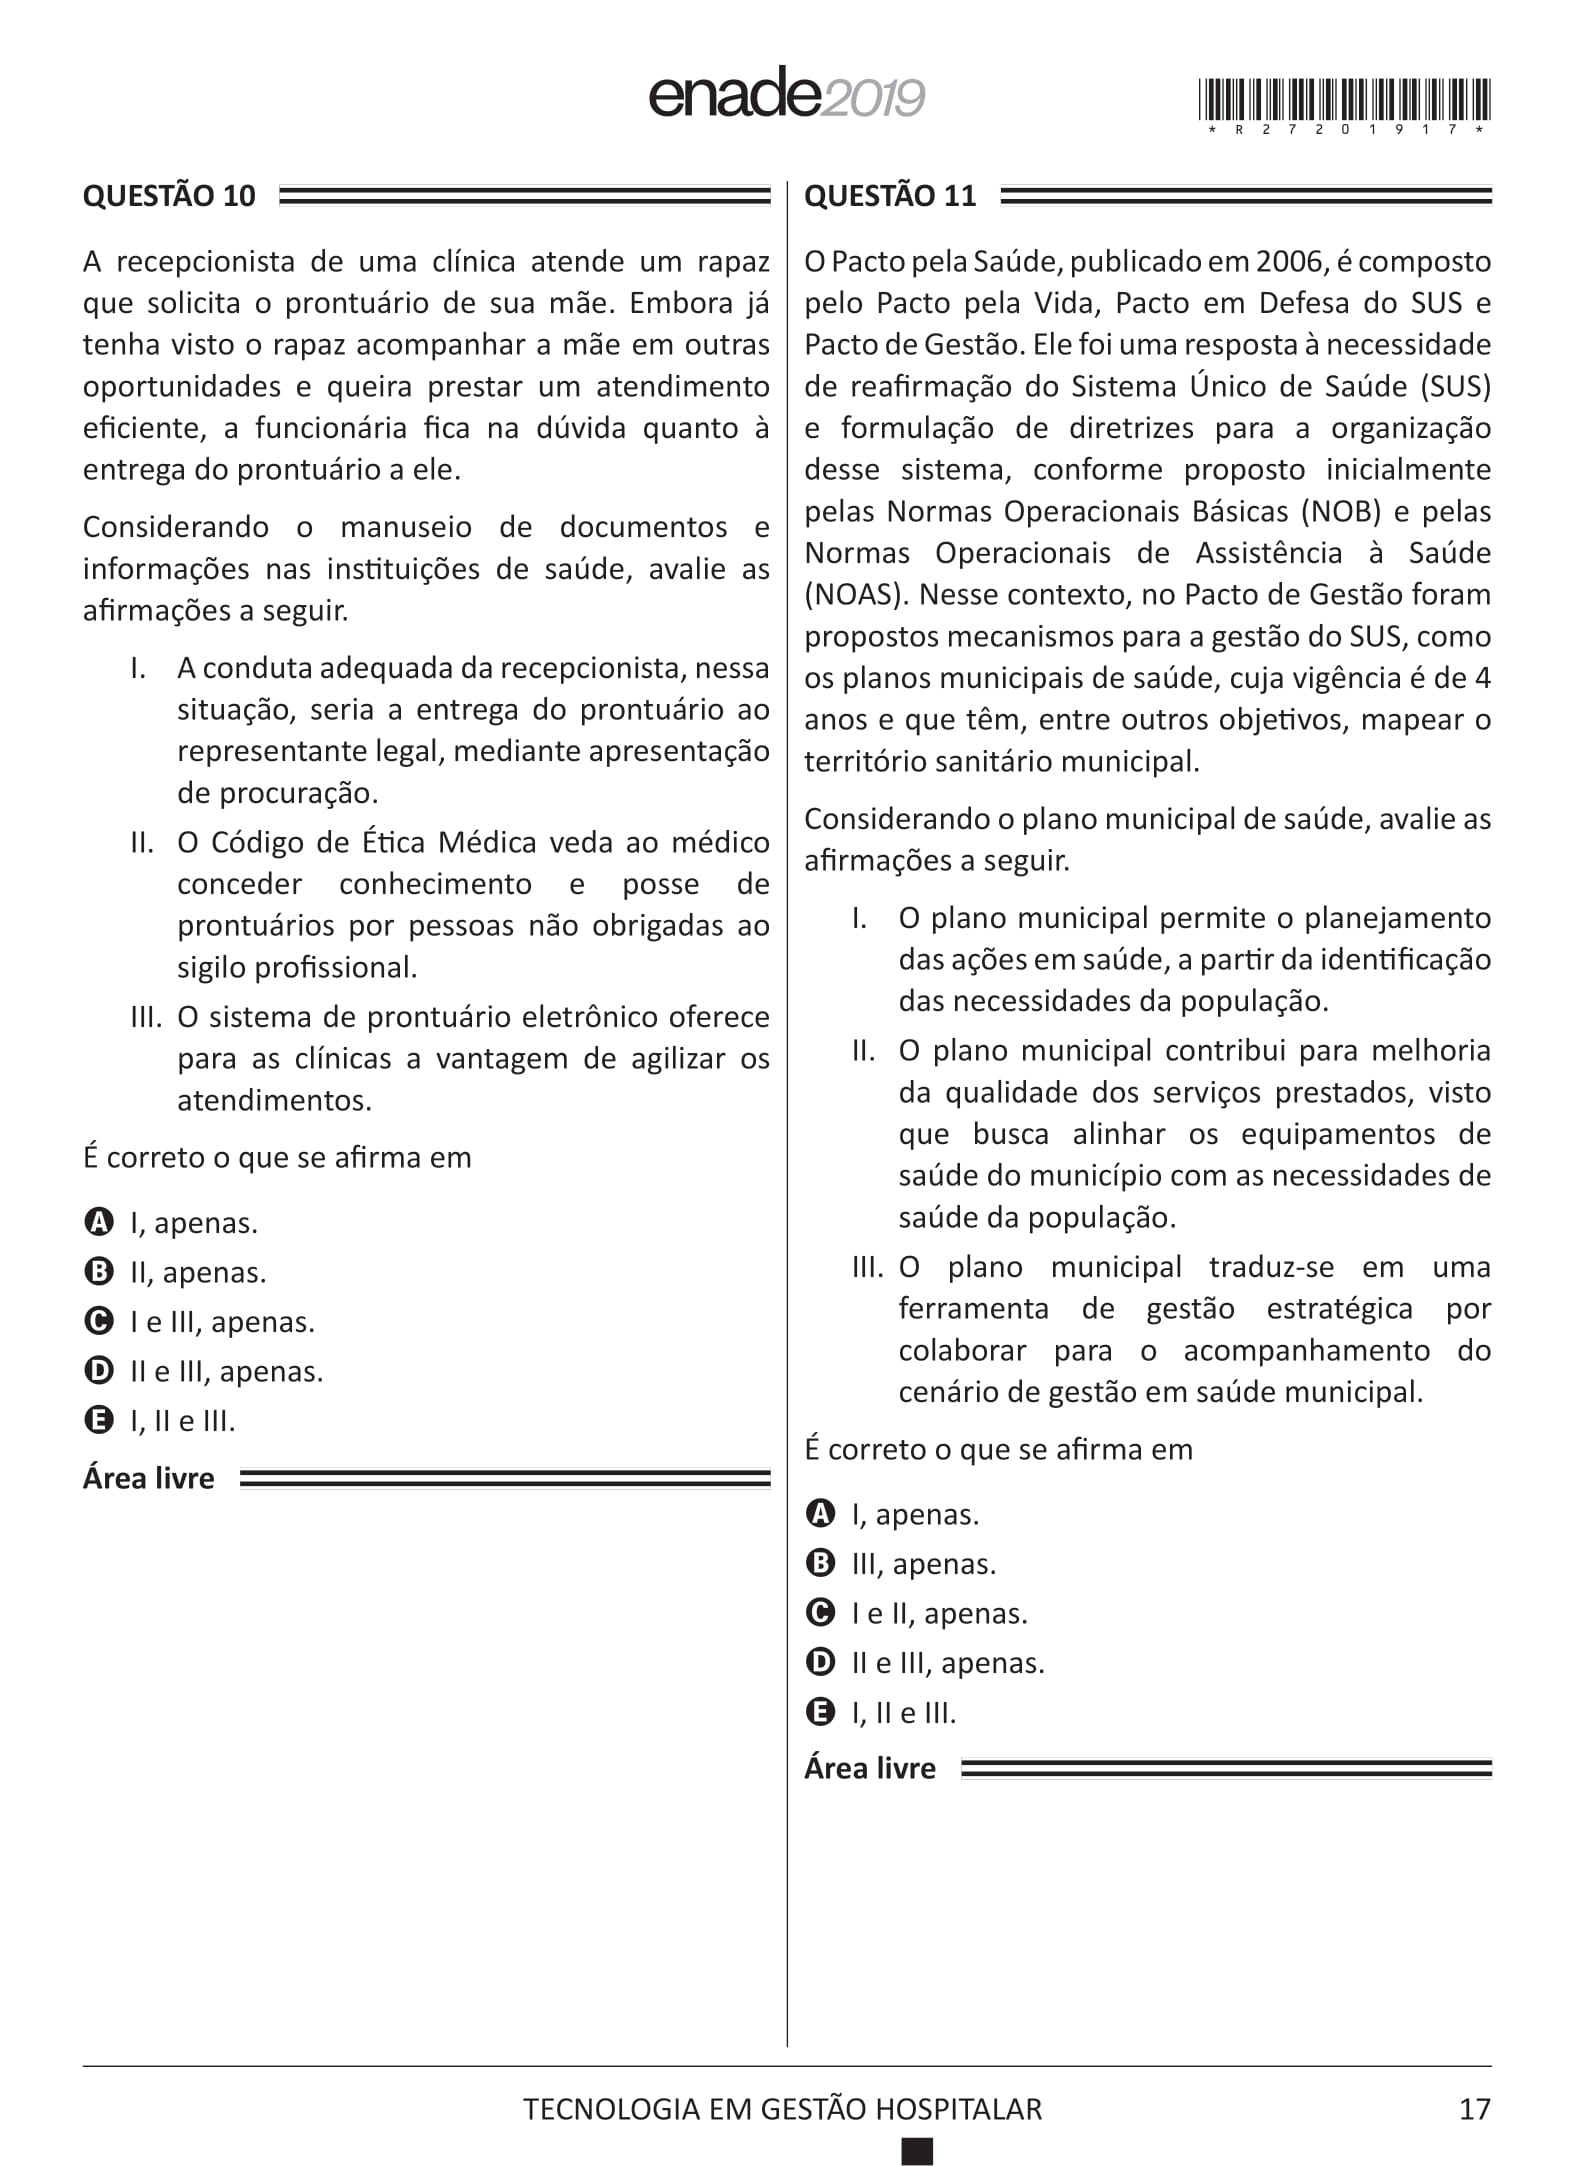 enade2019
*R27201917*
QUESTÃO 10
A recepcionista de uma clínica atende um rapaz
que solicita o prontuário de sua mãe. Embora já
tenha visto o rapaz acompanhar a mãe em outras
oportunidades e queira prestar um atendimento
eficiente, a funcionária fica na dúvida quanto à
entrega do prontuário a ele.
Considerando o manuseio de documentos e
informações nas instituições de saúde, avalie as
afirmações a seguir.
I. A conduta adequada da recepcionista, nessa
situação, seria a entrega do prontuário ao
representante legal, mediante apresentação
de procuração.
II. O Código de Ética Médica veda ao médico
conceder conhecimento e posse de
prontuários por pessoas não obrigadas ao
sigilo profissional.
III. O sistema de prontuário eletrônico oferece
para as clínicas a vantagem de agilizar os
atendimentos.
É correto o que se afirma em
A I, apenas.
B II, apenas.
C I e III, apenas.
D II e III, apenas.
E I, II e III.
Área livre
QUESTÃO 11
O Pacto pela Saúde, publicado em 2006, é composto
pelo Pacto pela Vida, Pacto em Defesa do SUS e
Pacto de Gestão. Ele foi uma resposta à necessidade
de reafirmação do Sistema Único de Saúde (SUS)
e formulação de diretrizes para a organização
desse sistema, conforme proposto inicialmente
pelas Normas Operacionais Básicas (NOB) e pelas
Normas Operacionais de Assistência à Saúde
(NOAS). Nesse contexto, no Pacto de Gestão foram
propostos mecanismos para a gestão do SUS, como
os planos municipais de saúde, cuja vigência é de 4
anos e que têm, entre outros objetivos, mapear o
território sanitário municipal.
Considerando o plano municipal de saúde, avalie as
afirmações a seguir.
I. O plano municipal permite o planejamento
das ações em saúde, a partir da identificação
das necessidades da população.
II. O plano municipal contribui para melhoria
da qualidade dos serviços prestados, visto
que busca alinhar os equipamentos de
saúde do município com as necessidades de
saúde da população.
III. O plano municipal traduz-se em uma
ferramenta de gestão estratégica por
colaborar para o acompanhamento do
cenário de gestão em saúde municipal.
É correto o que se afirma em
A I, apenas.
B III, apenas.
C I e II, apenas.
D II e III, apenas.
E I, II e III.
Área livre
TECNOLOGIA EM GESTÃO HOSPITALAR
17